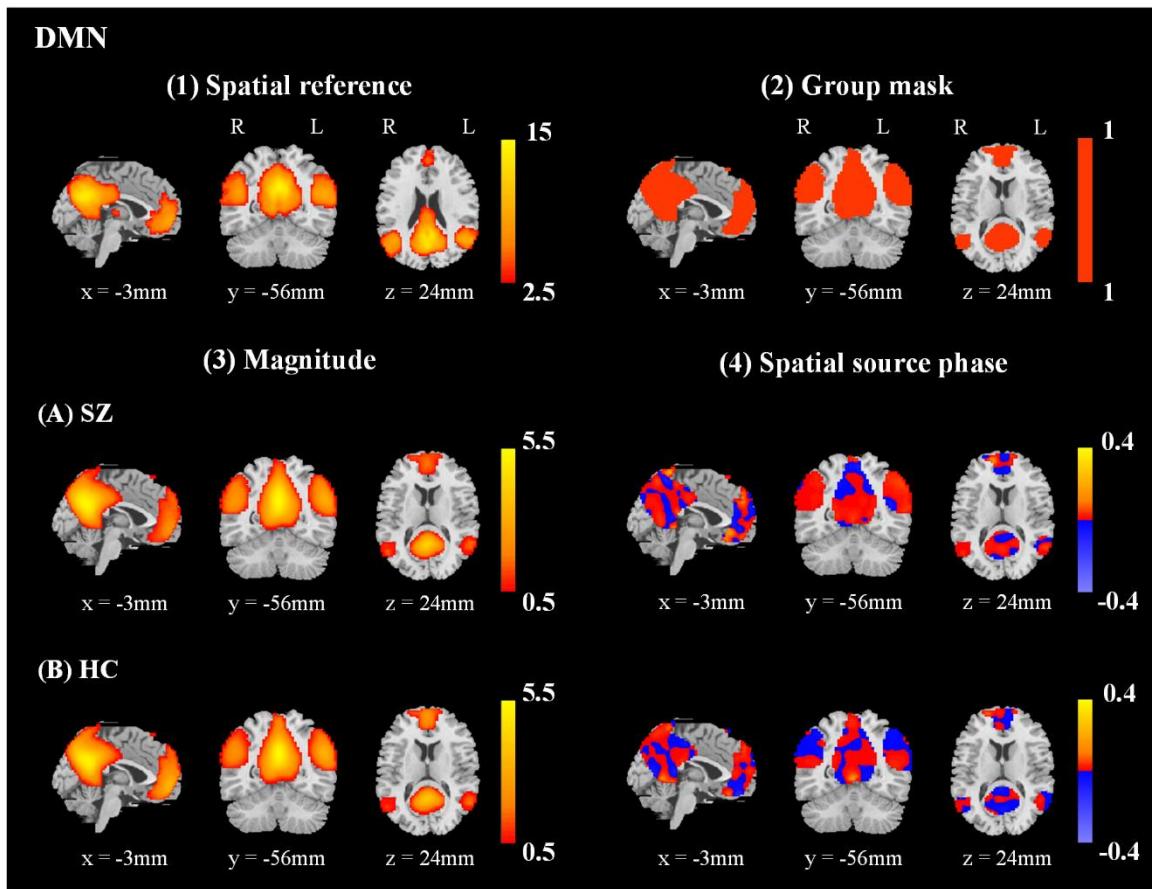 DMN
(1) Spatial reference
(2) Group mask
R L R L
15
2.5
x = -3mm y = -56mm z = 24mm
R L R L
1
1
x = -3mm y = -56mm z = 24mm
(3) Magnitude
(4) Spatial source phase
(A) SZ
5.5
0.5
x = -3mm y = -56mm z = 24mm
0.4
-0.4
x = -3mm y = -56mm z = 24mm
(B) HC
5.5
0.5
x = -3mm y = -56mm z = 24mm
0.4
-0.4
x = -3mm y = -56mm z = 24mm